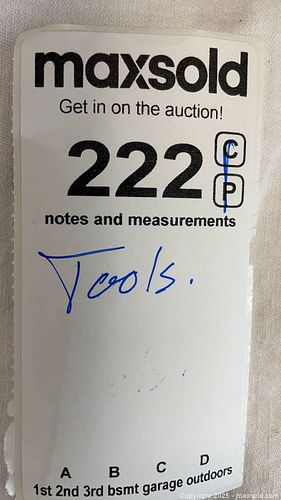 maxsold
Get in on the auction!
222 C
P
notes and measurements
Tools.
A B C D
1st 2nd 3rd bsmt garage outdoors
Copyright 2025 - maxsold.com